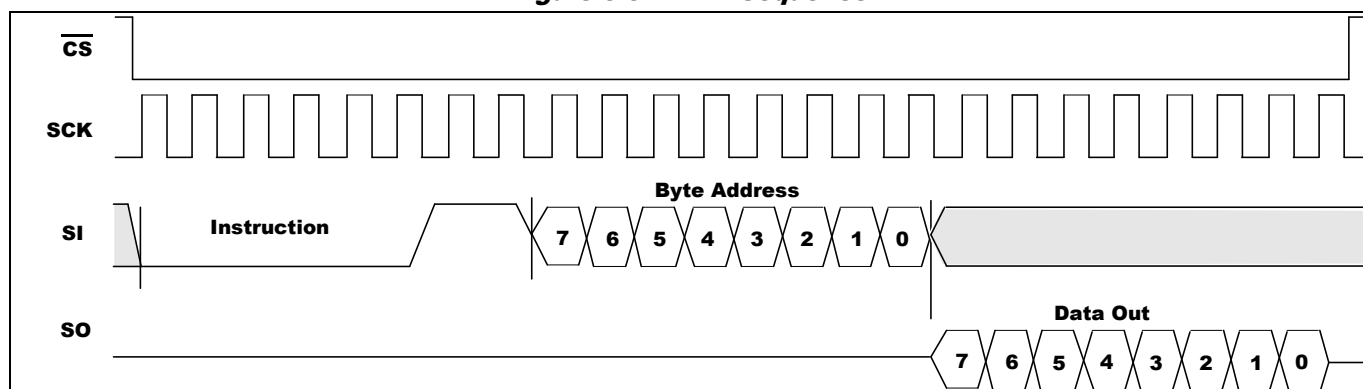 Sequence
CS
SCK
Byte Address
SI Instruction 7 6 5 4 3 2 1 0
Data Out
SO
7 6 5 4 3 2 1 0